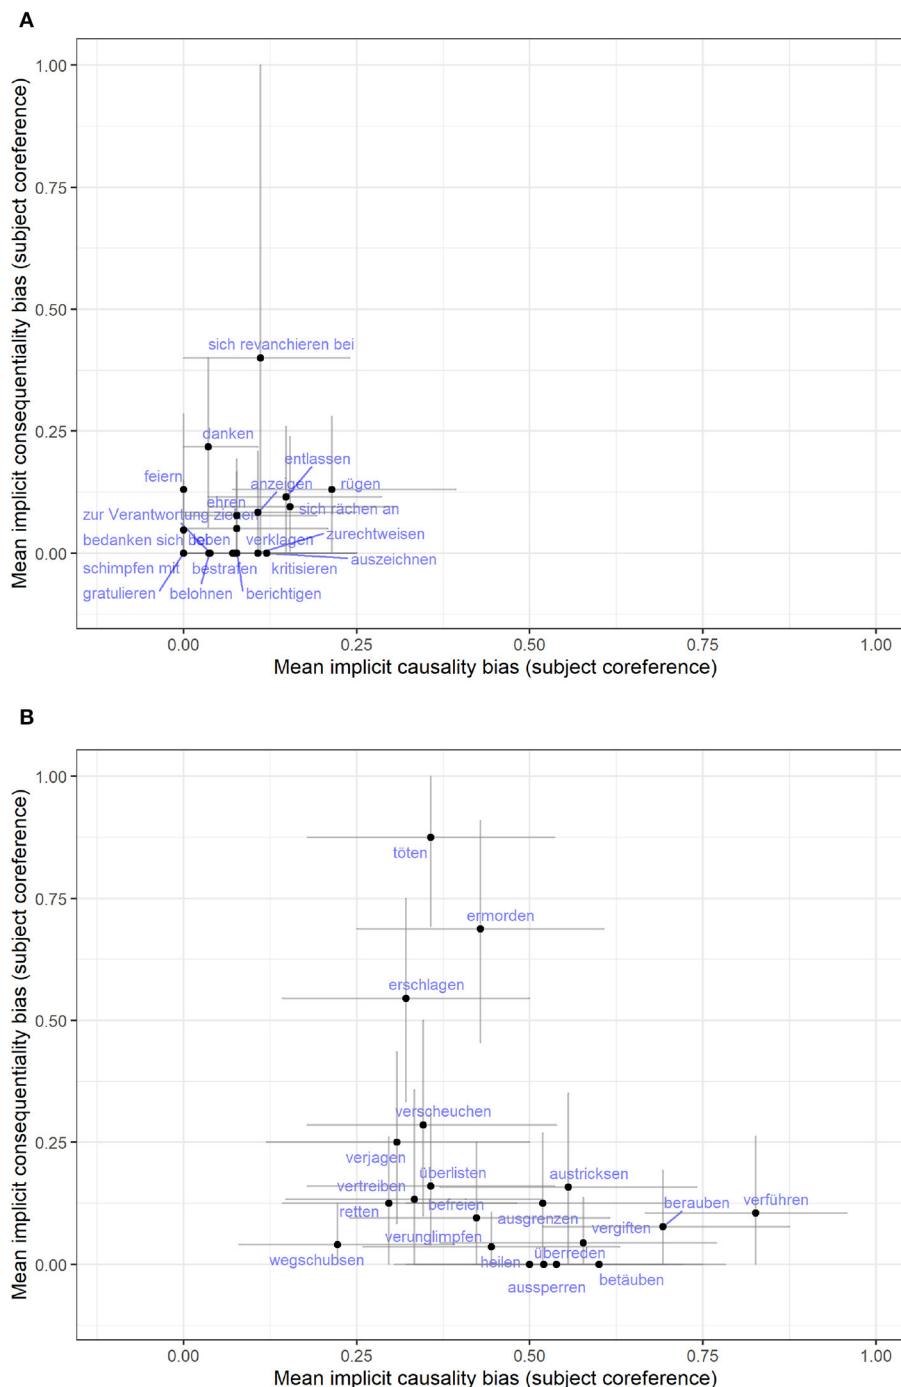 A
Mean implicit consequentiality bias (subject coreference)
1.00
0.75
0.50
0.25
0.00
sich revanchieren bei
danken
entlassen
feiern
anzeigen
rügen
ehren
sich rächen an
zur Verantwortung ziehen
zurechtweisen
bedanken sich bei
loben
verklagen
auszeichnen
schimpfen mit
bestrafen
kritisieren
gratulieren
belohnen
berichtigen
0.00 0.25 0.50 0.75 1.00
Mean implicit causality bias (subject coreference)
B
Mean implicit consequentiality bias (subject coreference)
1.00
0.75
0.50
0.25
0.00
töten
ermorden
erschlagen
verscheuchen
verjagen
überlisten
austricksen
vertreiben
befreien
berauben
verführen
retten
ausgrenzen
vergiften
verunglimpfen
wegschubsen
heilen
überreden
aussperren
betäuben
0.00 0.25 0.50 0.75 1.00
Mean implicit causality bias (subject coreference)